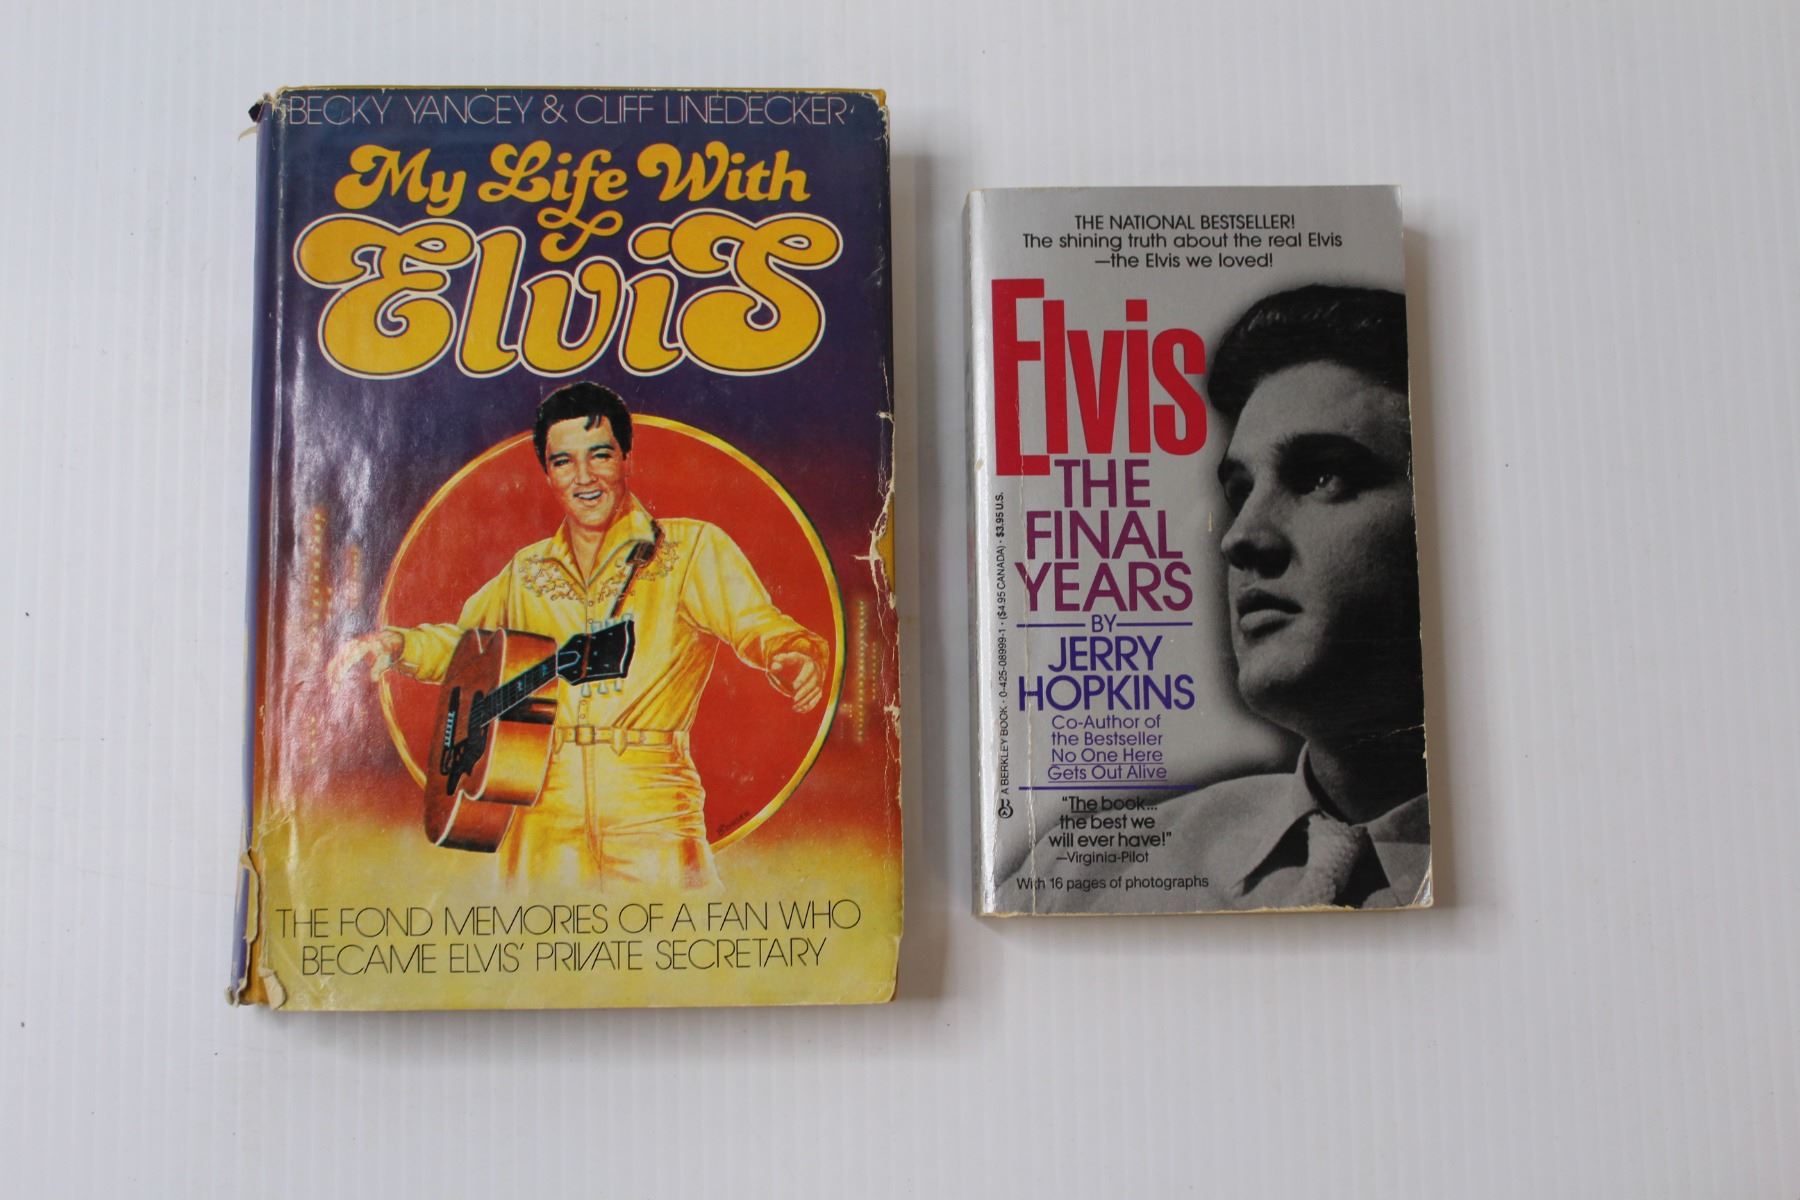 BECKY YANCEY & CLIFF LINEDECKER
My Life With
Elvis
THE FOND MEMORIES OF A FAN WHO
BECAME ELVIS' PRIVATE SECRETARY
THE NATIONAL BESTSELLER!
The shining truth about the real Elvis
—the Elvis we loved!
Elvis
THE
FINAL
YEARS
BY
JERRY
HOPKINS
Co-Author of
the Bestseller
No One Here
Gets Out Alive
"The book...
the best we
will ever have!"
—Virginia-Pilot
With 16 pages of photographs
A BERKLEY BOOK · 0-425-08999-1 · ($4.95 CANADA) · $3.95 U.S.